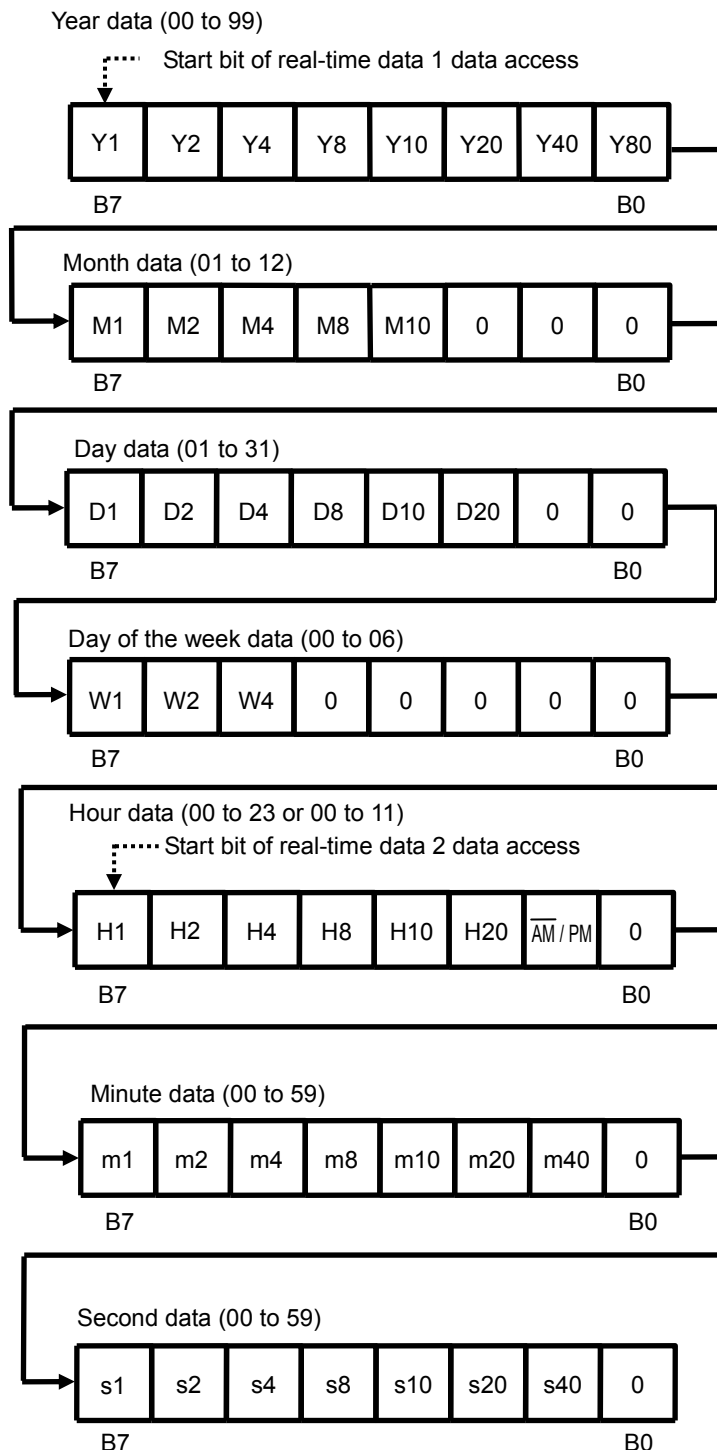 Year data (00 to 99)
Start bit of real-time data 1 data access
Y1 Y2 Y4 Y8 Y10 Y20 Y40 Y80
B7 B0
Month data (01 to 12)
M1 M2 M4 M8 M10 0 0 0
B7 B0
Day data (01 to 31)
D1 D2 D4 D8 D10 D20 0 0
B7 B0
Day of the week data (00 to 06)
W1 W2 W4 0 0 0 0 0
B7 B0
Hour data (00 to 23 or 00 to 11)
Start bit of real-time data 2 data access
H1 H2 H4 H8 H10 H20 A̅M̅ / PM 0
B7 B0
Minute data (00 to 59)
m1 m2 m4 m8 m10 m20 m40 0
B7 B0
Second data (00 to 59)
s1 s2 s4 s8 s10 s20 s40 0
B7 B0